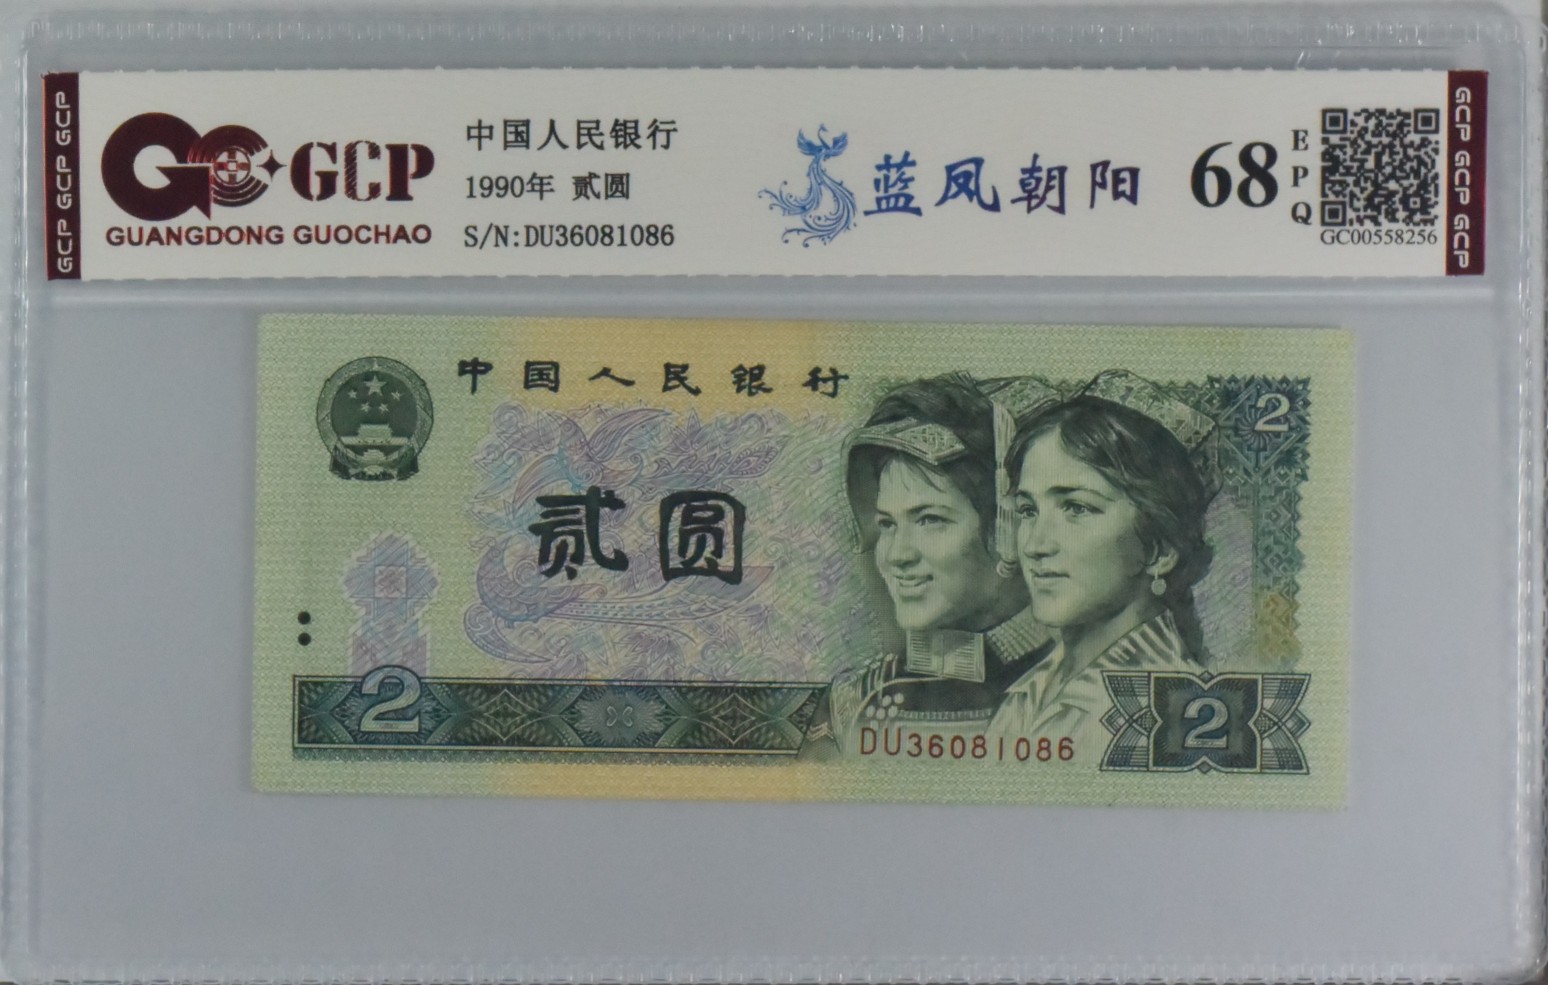 GCP GCP GCP
GCP
GUANGDONG GUOCHAO
中国人民银行
1990年 贰圆
S/N:DU36081086
蓝凤朝阳
68
EPQ
GC00558256
GCP GCP GCP
中国人民银行
2
贰圆
2
DU36081086
2